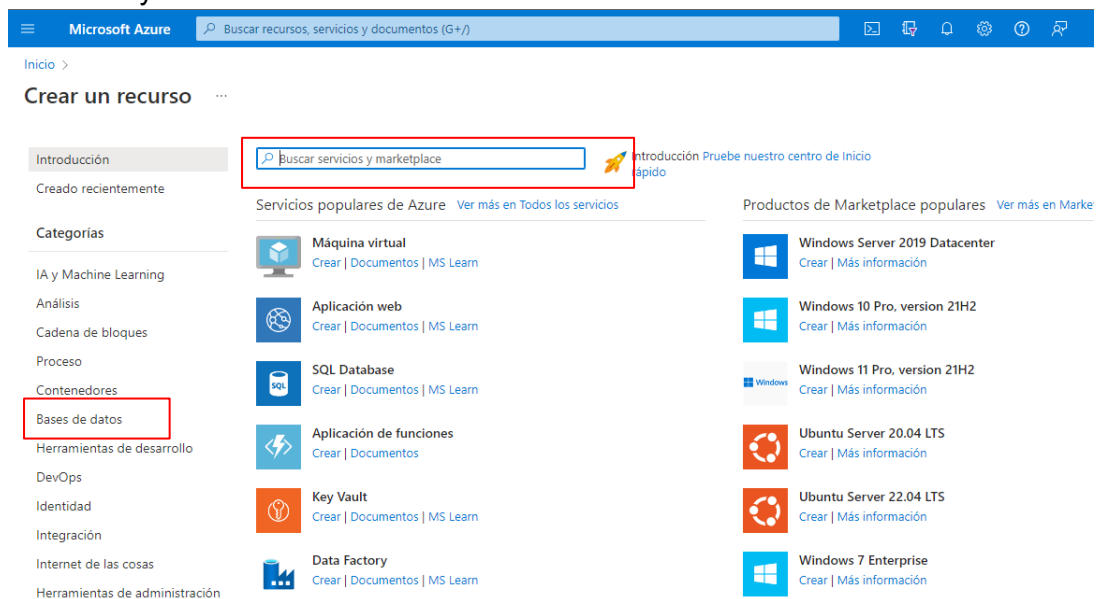 Microsoft Azure
Buscar recursos, servicios y documentos (G+/)
Inicio >
Crear un recurso ...
Introducción
Creado recientemente
Categorías
IA y Machine Learning
Análisis
Cadena de bloques
Proceso
Contenedores
Bases de datos
Herramientas de desarrollo
DevOps
Identidad
Integración
Internet de las cosas
Herramientas de administración
Buscar servicios y marketplace
Introducción Pruebe nuestro centro de Inicio
rápido
Servicios populares de Azure Ver más en Todos los servicios
Máquina virtual
Crear | Documentos | MS Learn
Aplicación web
Crear | Documentos | MS Learn
SQL
SQL Database
Crear | Documentos | MS Learn
Aplicación de funciones
Crear | Documentos
Key Vault
Crear | Documentos | MS Learn
Data Factory
Crear | Documentos | MS Learn
Productos de Marketplace populares Ver más en Marke
Windows Server 2019 Datacenter
Crear | Más información
Windows 10 Pro, version 21H2
Crear | Más información
Windows
Windows 11 Pro, version 21H2
Crear | Más información
Ubuntu Server 20.04 LTS
Crear | Más información
Ubuntu Server 22.04 LTS
Crear | Más información
Windows 7 Enterprise
Crear | Más información